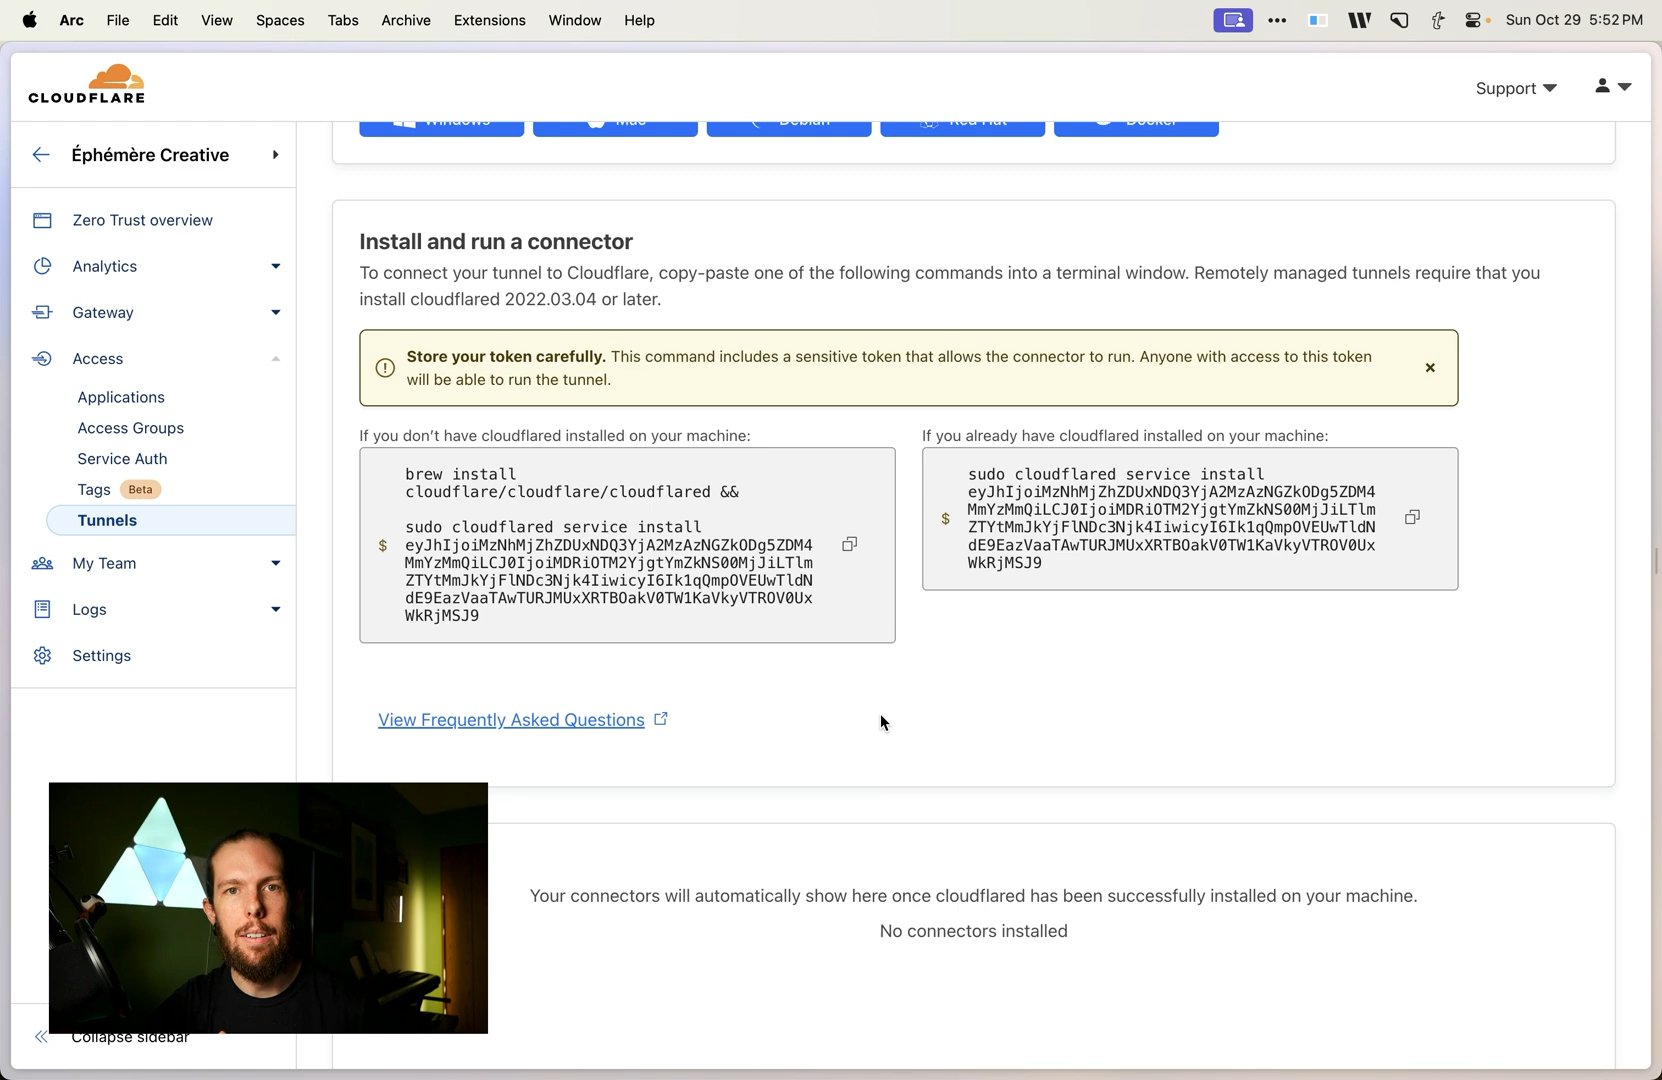 Arc File Edit View Spaces Tabs Archive Extensions Window Help Sun Oct 29 5:52 PM
CLOUDFLARE
Support
Windows Mac Debian Red Hat Docker
Éphémère Creative
Zero Trust overview
Analytics
Gateway
Access
Applications
Access Groups
Service Auth
Tags Beta
Tunnels
My Team
Logs
Settings
Collapse sidebar
Install and run a connector
To connect your tunnel to Cloudflare, copy-paste one of the following commands into a terminal window. Remotely managed tunnels require that you
install cloudflared 2022.03.04 or later.
Store your token carefully. This command includes a sensitive token that allows the connector to run. Anyone with access to this token
will be able to run the tunnel.
If you don't have cloudflared installed on your machine:
brew install
cloudflare/cloudflare/cloudflared &&
sudo cloudflared service install
$ eyJhIjoiMzNhMjZhZDUxNDQ3YjA2MzAzNGZkODg5ZDM4
MmYzMmQiLCJ0IjoiMDRiOTM2YjgtYmZkNS00MjJiLTlm
ZTYtMmJkYjFlNDc3Njk4IiwicyI6Ik1qQmpOVEUwTldN
dE9EazVaaTAwTURJMUxXRTBOakV0TW1KaVkyVTROV0Ux
WkRjMSJ9
If you already have cloudflared installed on your machine:
sudo cloudflared service install
eyJhIjoiMzNhMjZhZDUxNDQ3YjA2MzAzNGZkODg5ZDM4
$ MmYzMmQiLCJ0IjoiMDRiOTM2YjgtYmZkNS00MjJiLTlm
ZTYtMmJkYjFlNDc3Njk4IiwicyI6Ik1qQmpOVEUwTldN
dE9EazVaaTAwTURJMUxXRTBOakV0TW1KaVkyVTROV0Ux
WkRjMSJ9
View Frequently Asked Questions
Your connectors will automatically show here once cloudflared has been successfully installed on your machine.
No connectors installed